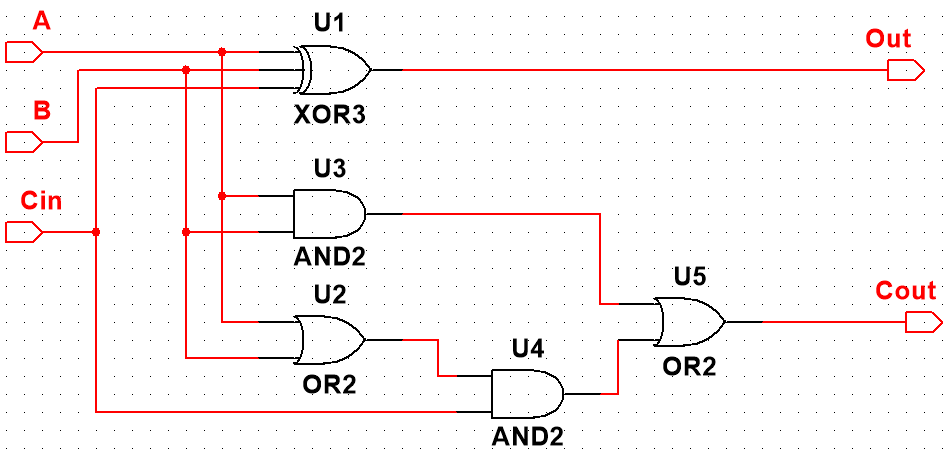 A
U1
Out
B
XOR3
U3
Cin
AND2
U2
U5
Cout
U4
OR2
OR2
AND2